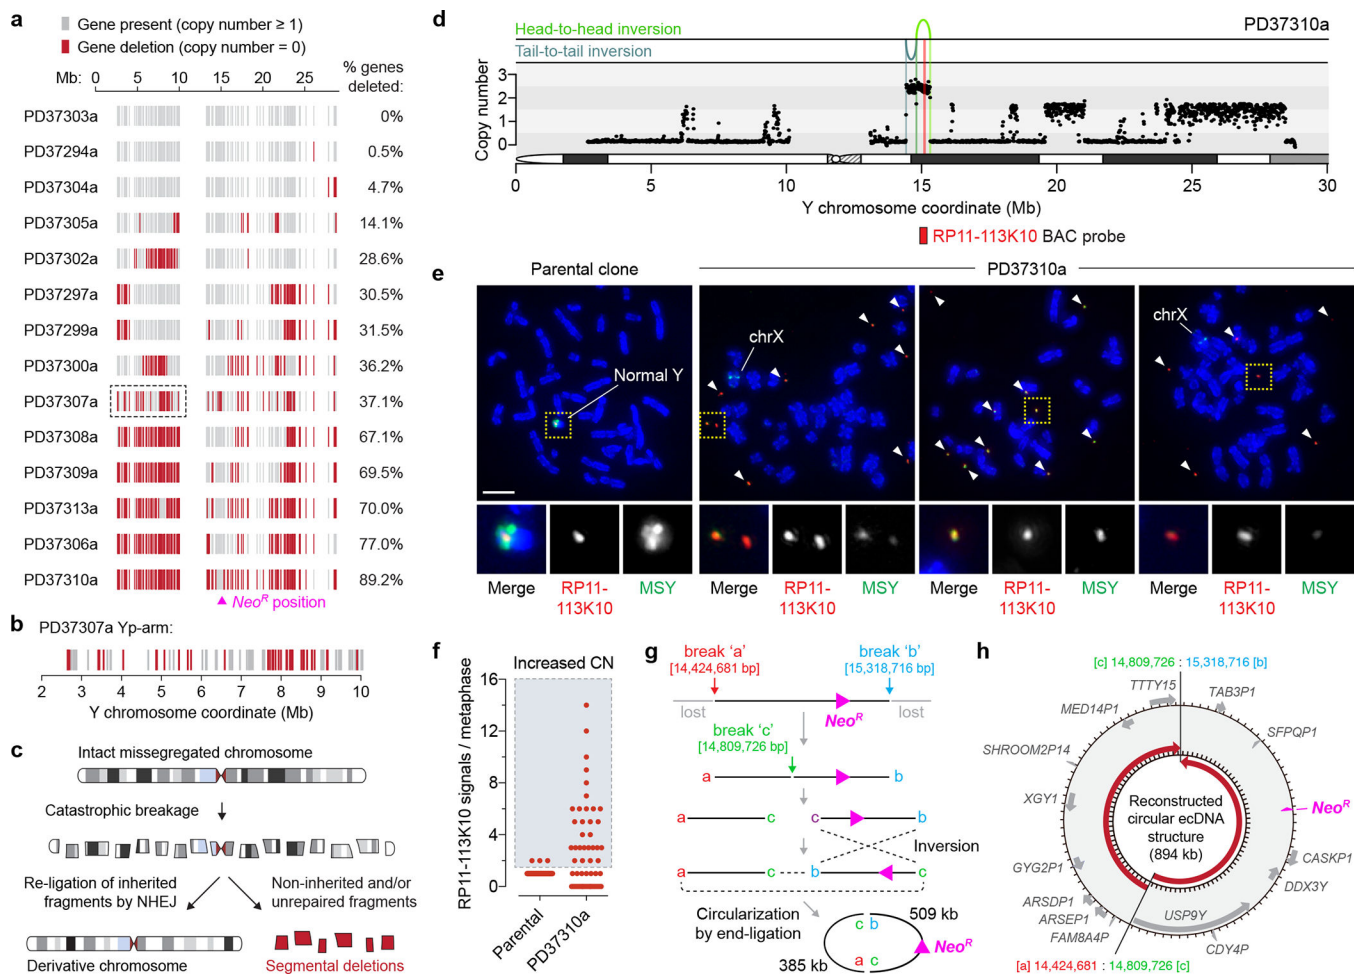 a
Gene present (copy number ≥ 1)
Gene deletion (copy number = 0)
Mb: 0 5 10 15 20 25
% genes deleted:
PD37303a 0%
PD37294a 0.5%
PD37304a 4.7%
PD37305a 14.1%
PD37302a 28.6%
PD37297a 30.5%
PD37299a 31.5%
PD37300a 36.2%
PD37307a 37.1%
PD37308a 67.1%
PD37309a 69.5%
PD37313a 70.0%
PD37306a 77.0%
PD37310a 89.2%
NeoR position
b
PD37307a Yp-arm:
2 3 4 5 6 7 8 9 10
Y chromosome coordinate (Mb)
c
Intact missegregated chromosome
Catastrophic breakage
Re-ligation of inherited fragments by NHEJ
Non-inherited and/or unrepaired fragments
Derivative chromosome
Segmental deletions
d
Head-to-head inversion
PD37310a
Tail-to-tail inversion
Copy number
3
2
1
0
0 5 10 15 20 25 30
Y chromosome coordinate (Mb)
RP11-113K10 BAC probe
e
Parental clone
PD37310a
Normal Y
chrX
chrX
Merge RP11-113K10 MSY
Merge RP11-113K10 MSY
Merge RP11-113K10 MSY
Merge RP11-113K10 MSY
f
Increased CN
RP11-113K10 signals / metaphase
16
12
8
4
0
Parental
PD37310a
g
break 'a'
[14,424,681 bp]
break 'b'
[15,318,716 bp]
lost
NeoR
lost
break 'c'
[14,809,726 bp]
a b
a c c b
Inversion
a c b c
Circularization by end-ligation
509 kb
c b
NeoR
a c
385 kb
h
[c] 14,809,726 : 15,318,716 [b]
TTTY15
TAB3P1
MED14P1
SFPQP1
SHROOM2P14
XGY1
NeoR
Reconstructed circular ecDNA structure (894 kb)
GYG2P1
CASKP1
DDX3Y
ARSDP1
ARSEP1
FAM8A4P
USP9Y
CDY4P
[a] 14,424,681 : 14,809,726 [c]